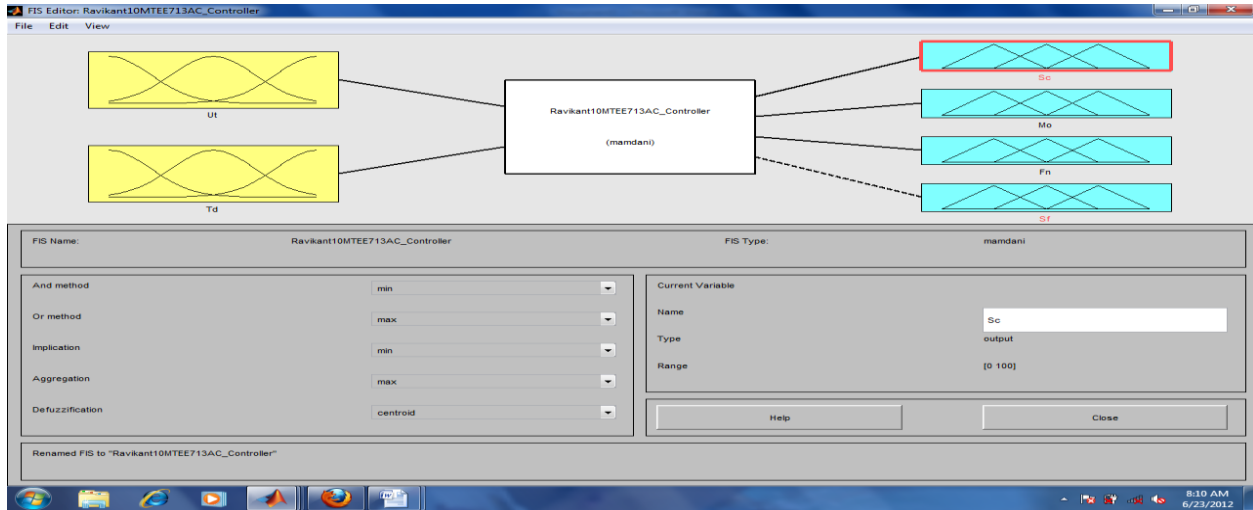 FIS Editor: Ravikant10MTEE713AC_Controller
File Edit View
Ut
Td
Ravikant10MTEE713AC_Controller
(mamdani)
Sc
Mo
Fn
Sf
FIS Name: Ravikant10MTEE713AC_Controller FIS Type: mamdani
And method min
Or method max
Implication min
Aggregation max
Defuzzification centroid
Current Variable
Name Sc
Type output
Range [0 100]
Help Close
Renamed FIS to "Ravikant10MTEE713AC_Controller"
8:10 AM
6/23/2012